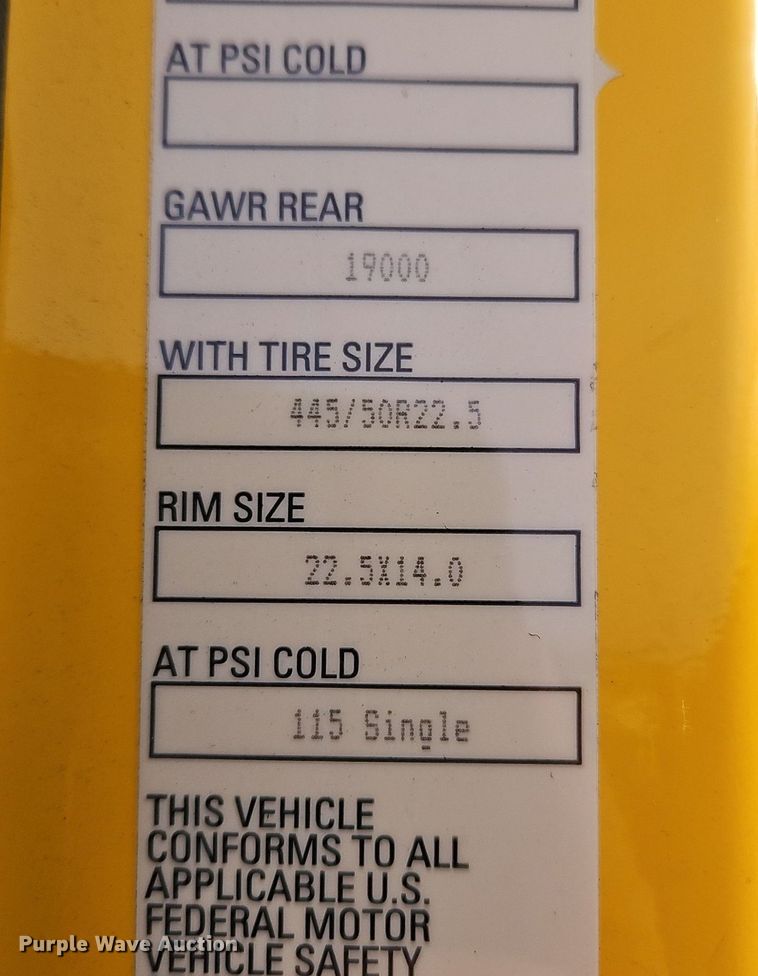 AT PSI COLD
GAWR REAR
19000
WITH TIRE SIZE
445/50R22.5
RIM SIZE
22.5X14.0
AT PSI COLD
115 Single
THIS VEHICLE
CONFORMS TO ALL
APPLICABLE U.S.
FEDERAL MOTOR
Purple Wave Auction
VEHICLE SAFETY